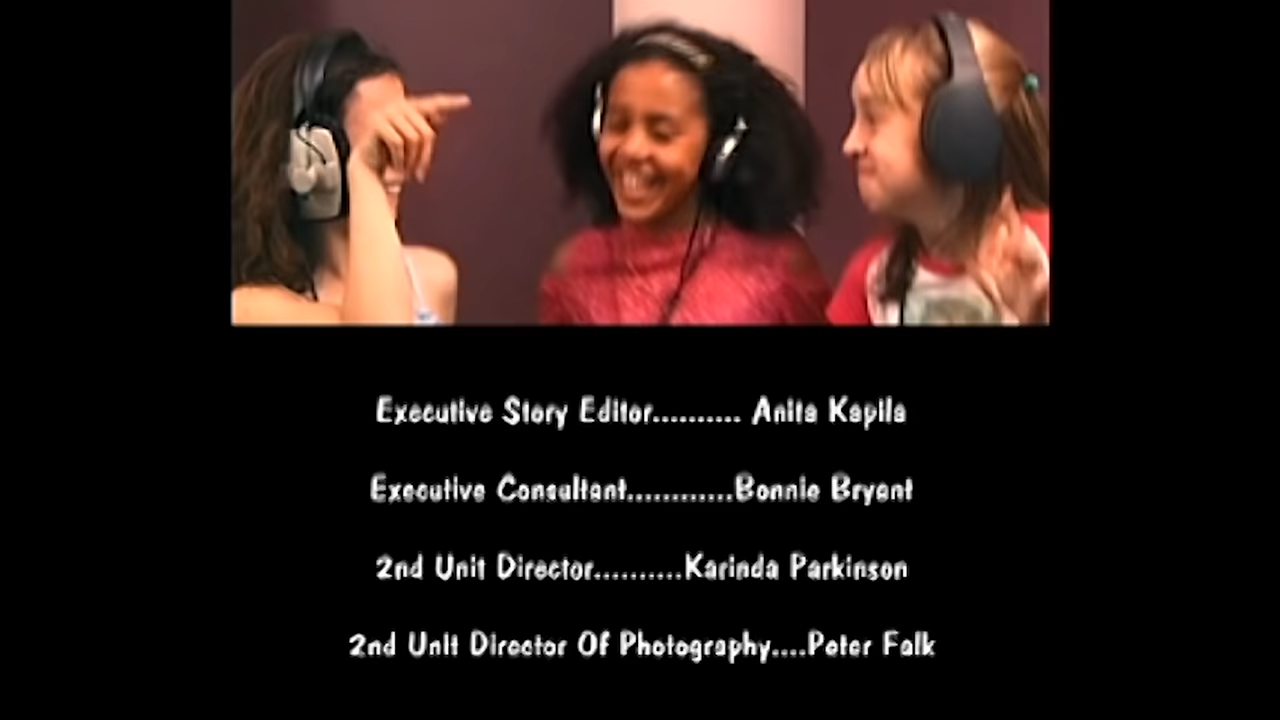 Executive Story Editor.......... Anita Kapila
Executive Consultant............Bonnie Bryant
2nd Unit Director..........Karinda Parkinson
2nd Unit Director Of Photography....Peter Falk